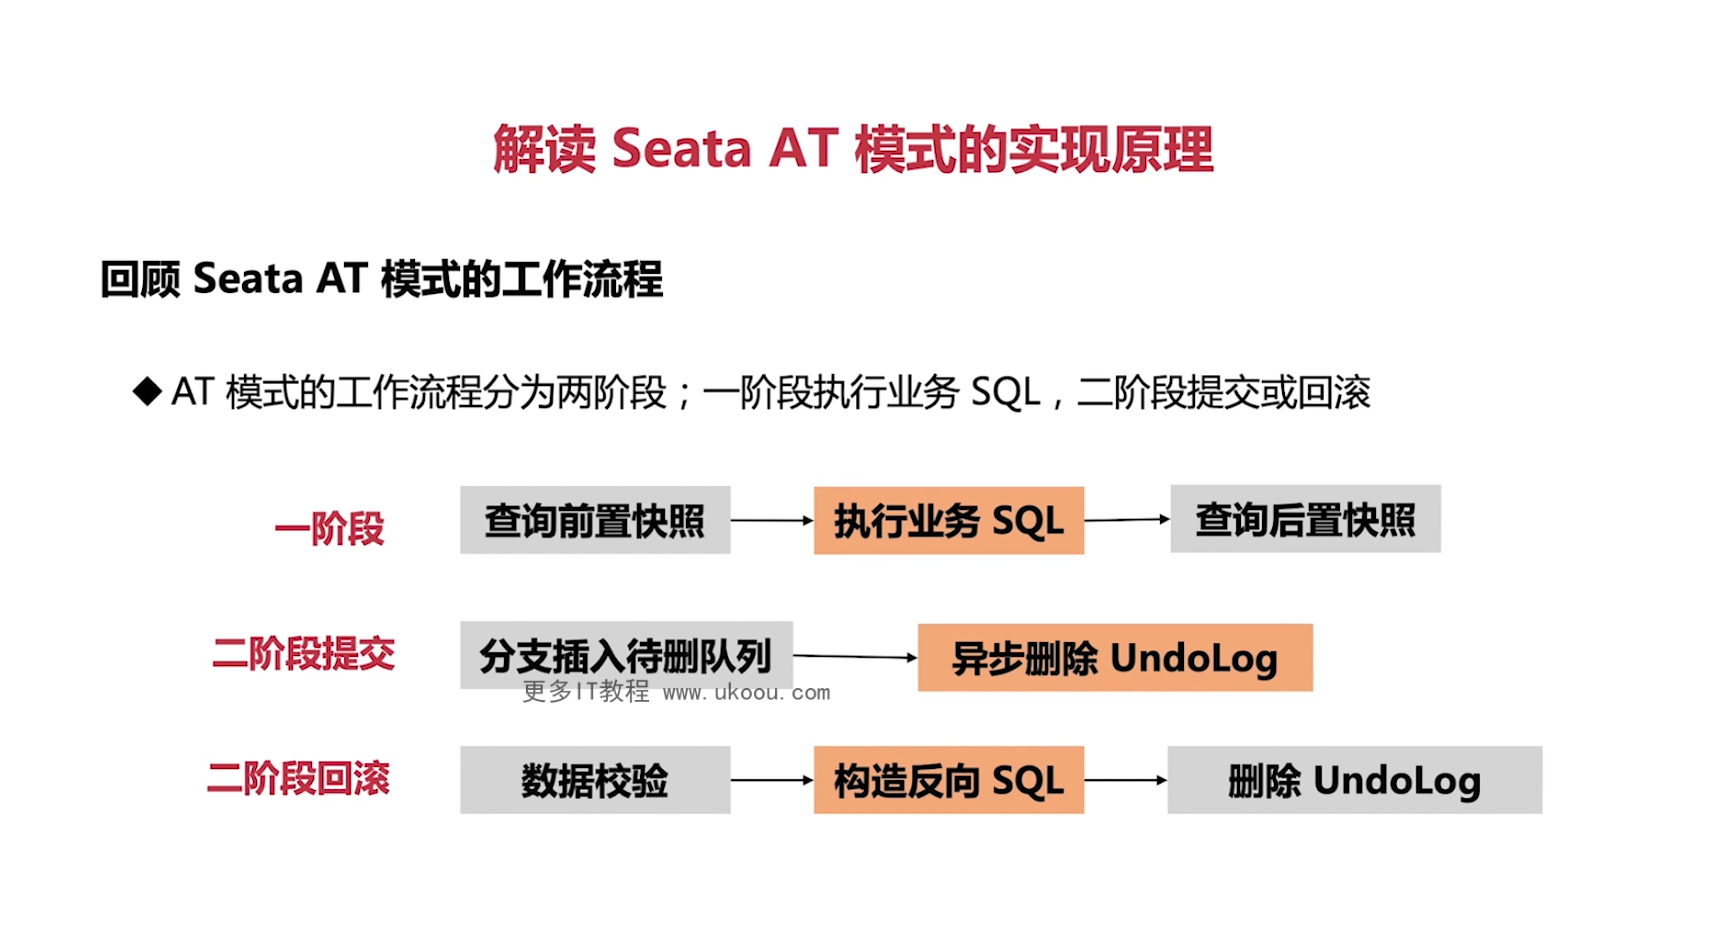 解读 Seata AT 模式的实现原理
回顾 Seata AT 模式的工作流程
◆ AT 模式的工作流程分为两阶段；一阶段执行业务 SQL，二阶段提交或回滚
一阶段 查询前置快照 执行业务 SQL 查询后置快照
二阶段提交 分支插入待删队列 异步删除 UndoLog
更多IT教程 www.ukoou.com
二阶段回滚 数据校验 构造反向 SQL 删除 UndoLog